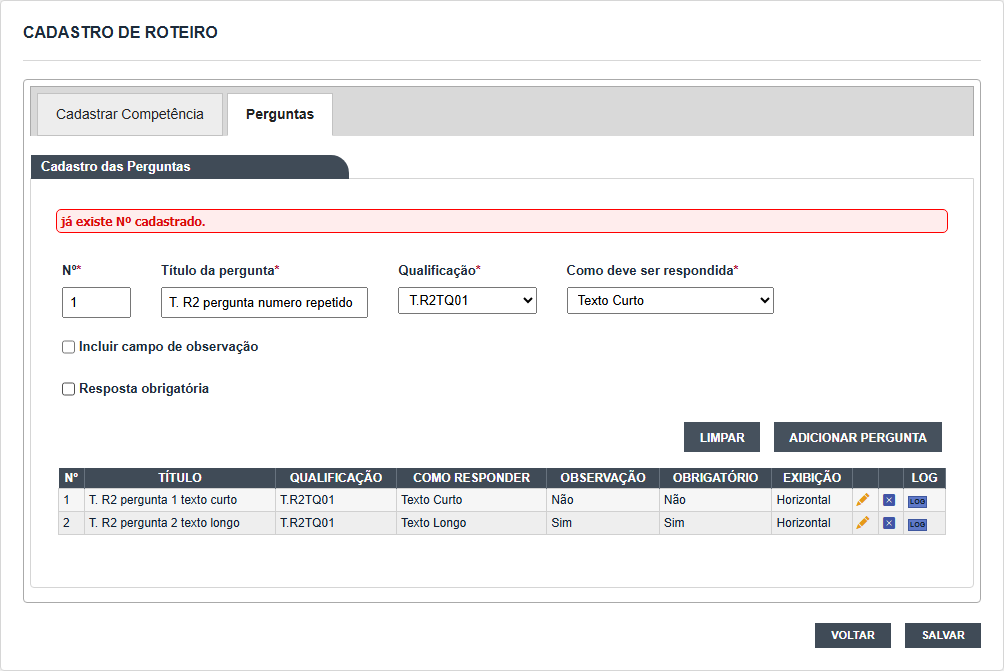 CADASTRO DE ROTEIRO
Cadastrar Competência Perguntas
Cadastro das Perguntas
já existe Nº cadastrado.
Nº* Título da pergunta* Qualificação* Como deve ser respondida*
1 T. R2 pergunta numero repetido T.R2TQ01 Texto Curto
Incluir campo de observação
Resposta obrigatória
LIMPAR ADICIONAR PERGUNTA
Nº TÍTULO QUALIFICAÇÃO COMO RESPONDER OBSERVAÇÃO OBRIGATÓRIO EXIBIÇÃO LOG
1 T. R2 pergunta 1 texto curto T.R2TQ01 Texto Curto Não Não Horizontal LOG
2 T. R2 pergunta 2 texto longo T.R2TQ01 Texto Longo Sim Sim Horizontal LOG
VOLTAR SALVAR